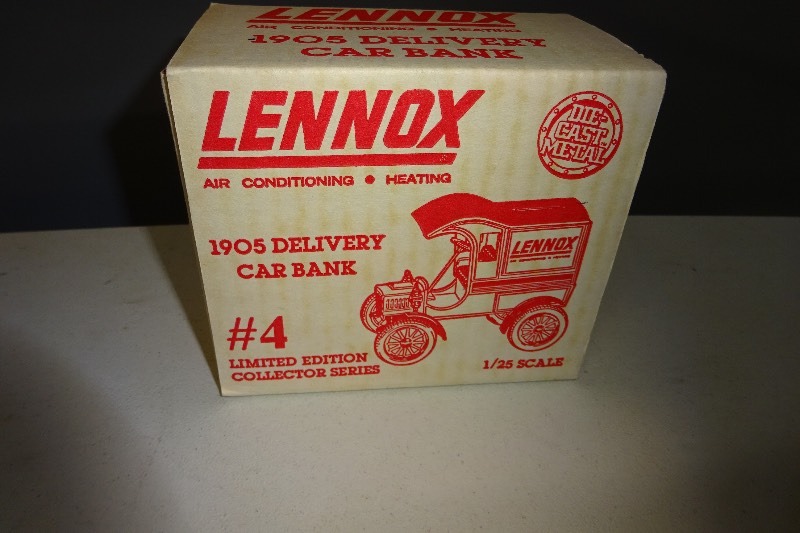 LENNOX
AIR CONDITIONING • HEATING
1905 DELIVERY
CAR BANK
LENNOX
AIR CONDITIONING • HEATING
DIE-
CAST
METAL
1905 DELIVERY
CAR BANK
LENNOX
#4
LIMITED EDITION
COLLECTOR SERIES
1/25 SCALE